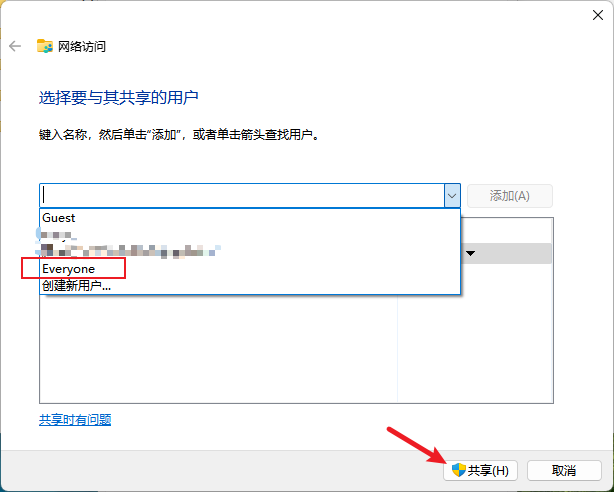 网络访问
选择要与其共享的用户
键入名称，然后单击"添加"，或者单击箭头查找用户。
添加(A)
Guest
Everyone
创建新用户...
共享时有问题
共享(H)
取消